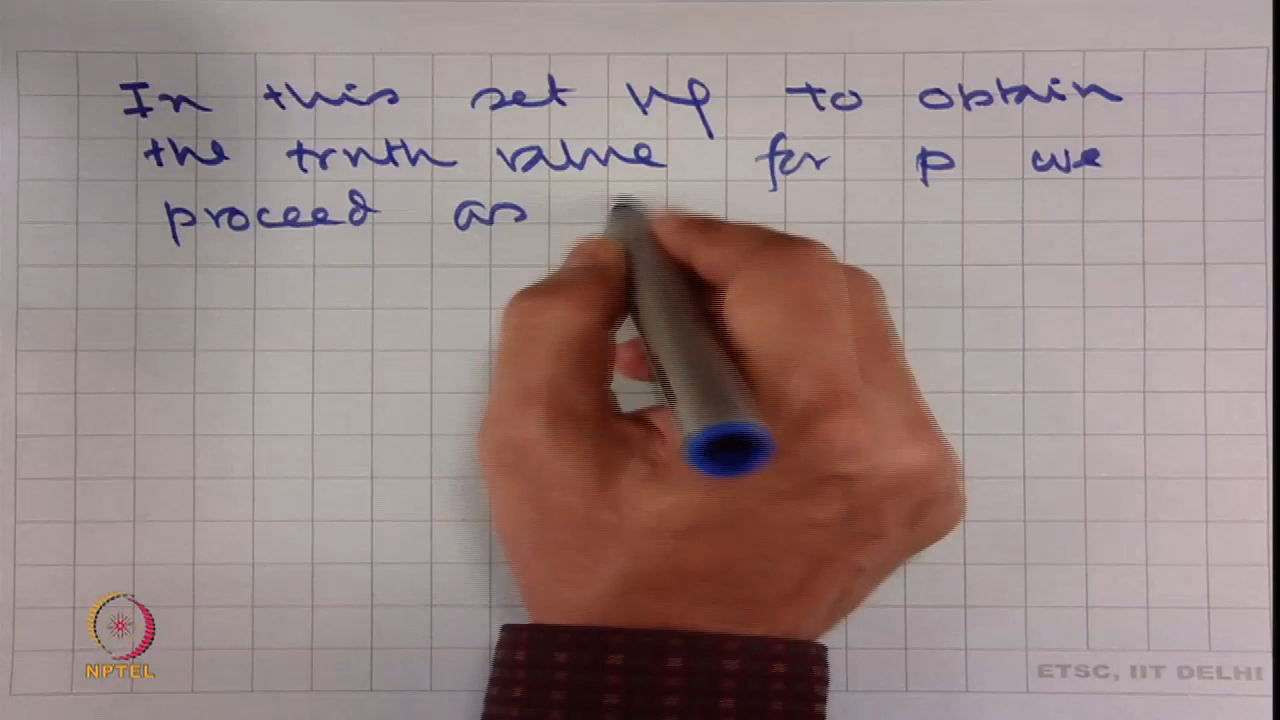 In this set up to obtain
the truth value for p we
proceed as
NPTEL
ETSC, IIT DELHI